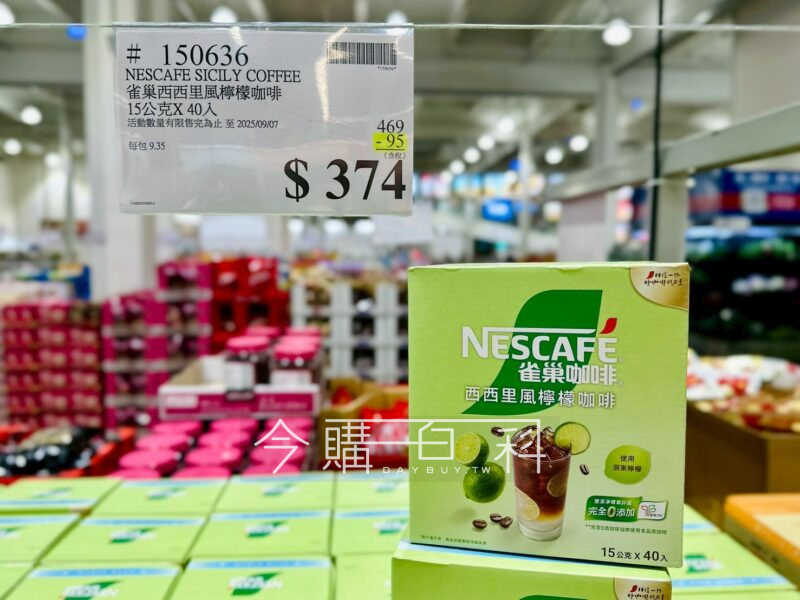 # 150636
NESCAFE SICILY COFFEE
雀巢西西里風檸檬咖啡
15公克X 40入
活動數量有限售完為止 至 2025/09/07
每包 9.35
469
- 95
(含稅)
$ 374
*150636*
NESCAFÉ
雀巢咖啡
西西里風檸檬咖啡
使用
屏東檸檬
完全0添加
15公克 X 40入
今購百科
DAYBUY.TW